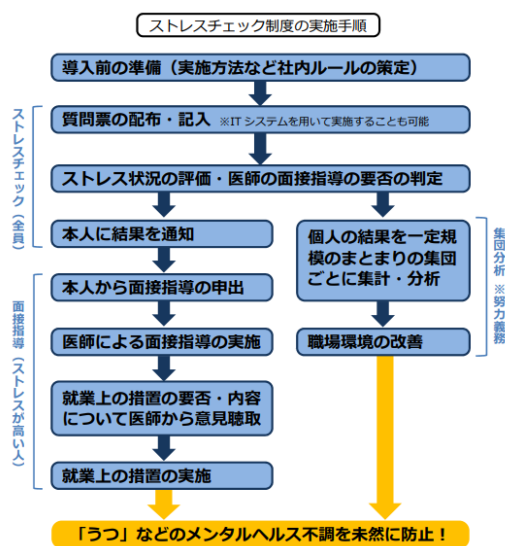 ストレスチェック制度の実施手順
導入前の準備（実施方法など社内ルールの策定）
ストレスチェック（全員）
質問票の配布・記入 ※ITシステムを用いて実施することも可能
ストレス状況の評価・医師の面接指導の要否の判定
本人に結果を通知
面接指導（ストレスが高い人）
本人から面接指導の申出
医師による面接指導の実施
就業上の措置の要否・内容
について医師から意見聴取
就業上の措置の実施
個人の結果を一定規
模のまとまりの集団
ごとに集計・分析
職場環境の改善
集団分析 ※努力義務
「うつ」などのメンタルヘルス不調を未然に防止！